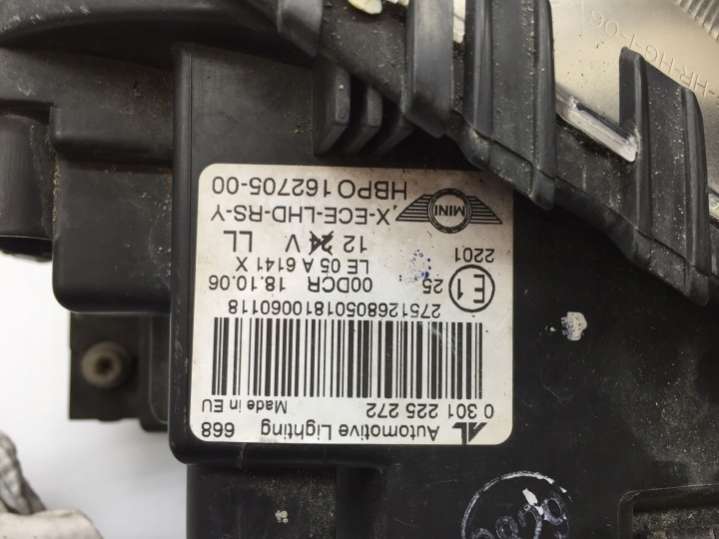 AL Automotive Lighting 668
0 301 225 272 Made in EU
27512680501810060118
E1 25 00DCR 18.10.06
LE 05 A 6141 X
2201 12 24 V LL
MINI X-ECE-LHD-RS-Y
HBPO 162705-00